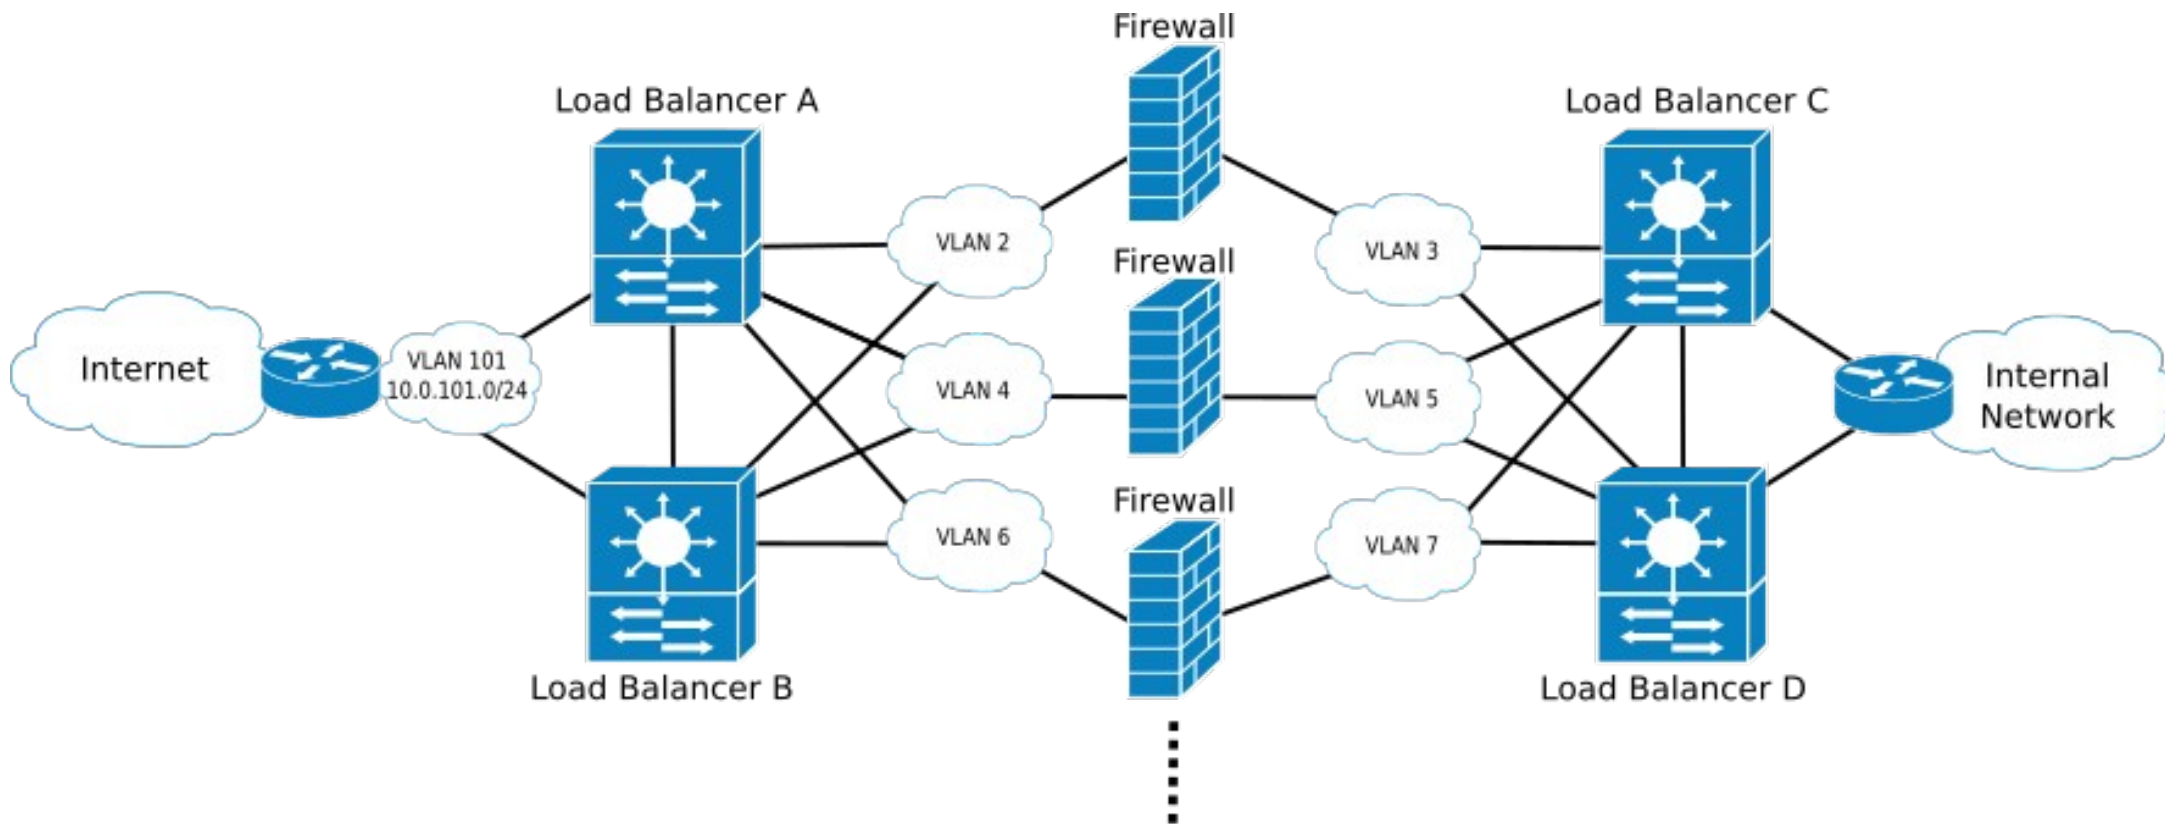 Firewall
Load Balancer A
Load Balancer C
VLAN 2
VLAN 3
Firewall
Internet
VLAN 101
10.0.101.0/24
VLAN 4
VLAN 5
Internal
Network
Firewall
VLAN 6
VLAN 7
Load Balancer B
Load Balancer D